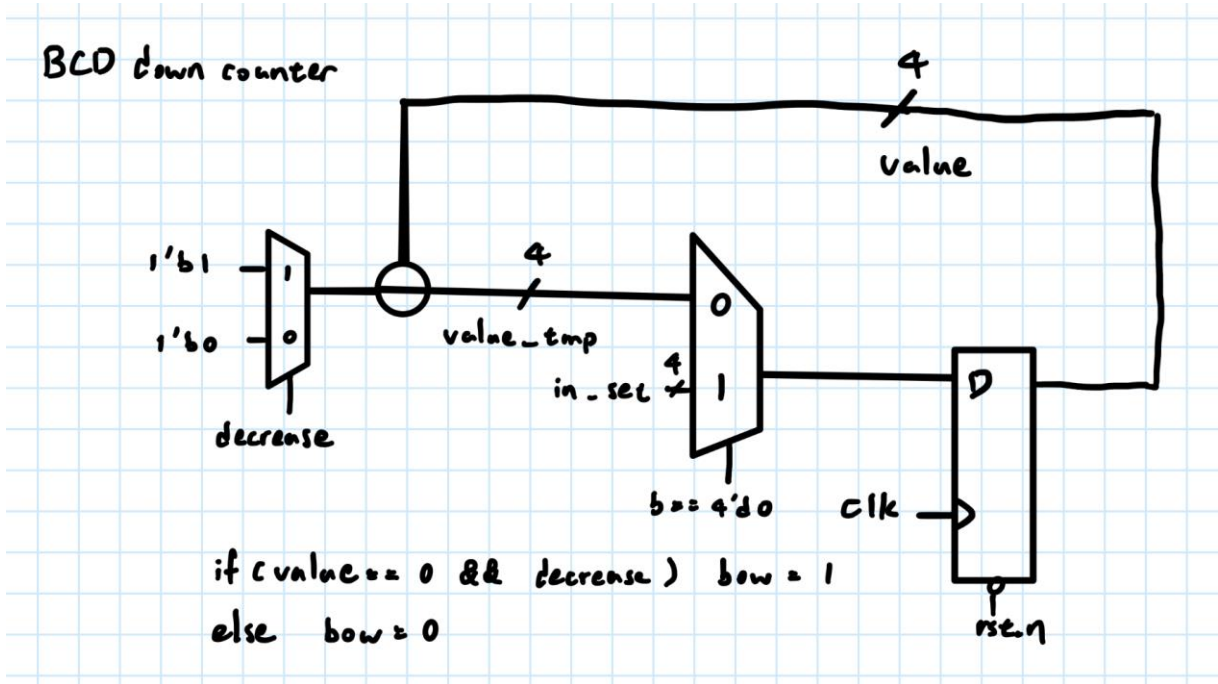 BCD down counter
4
value
1'b1
1
1'b0
0
decrease
4
value_tmp
0
4
in_set
1
b == 4'd0
D
clk
rst_n
if (value == 0 && decrease) bow = 1
else bow = 0